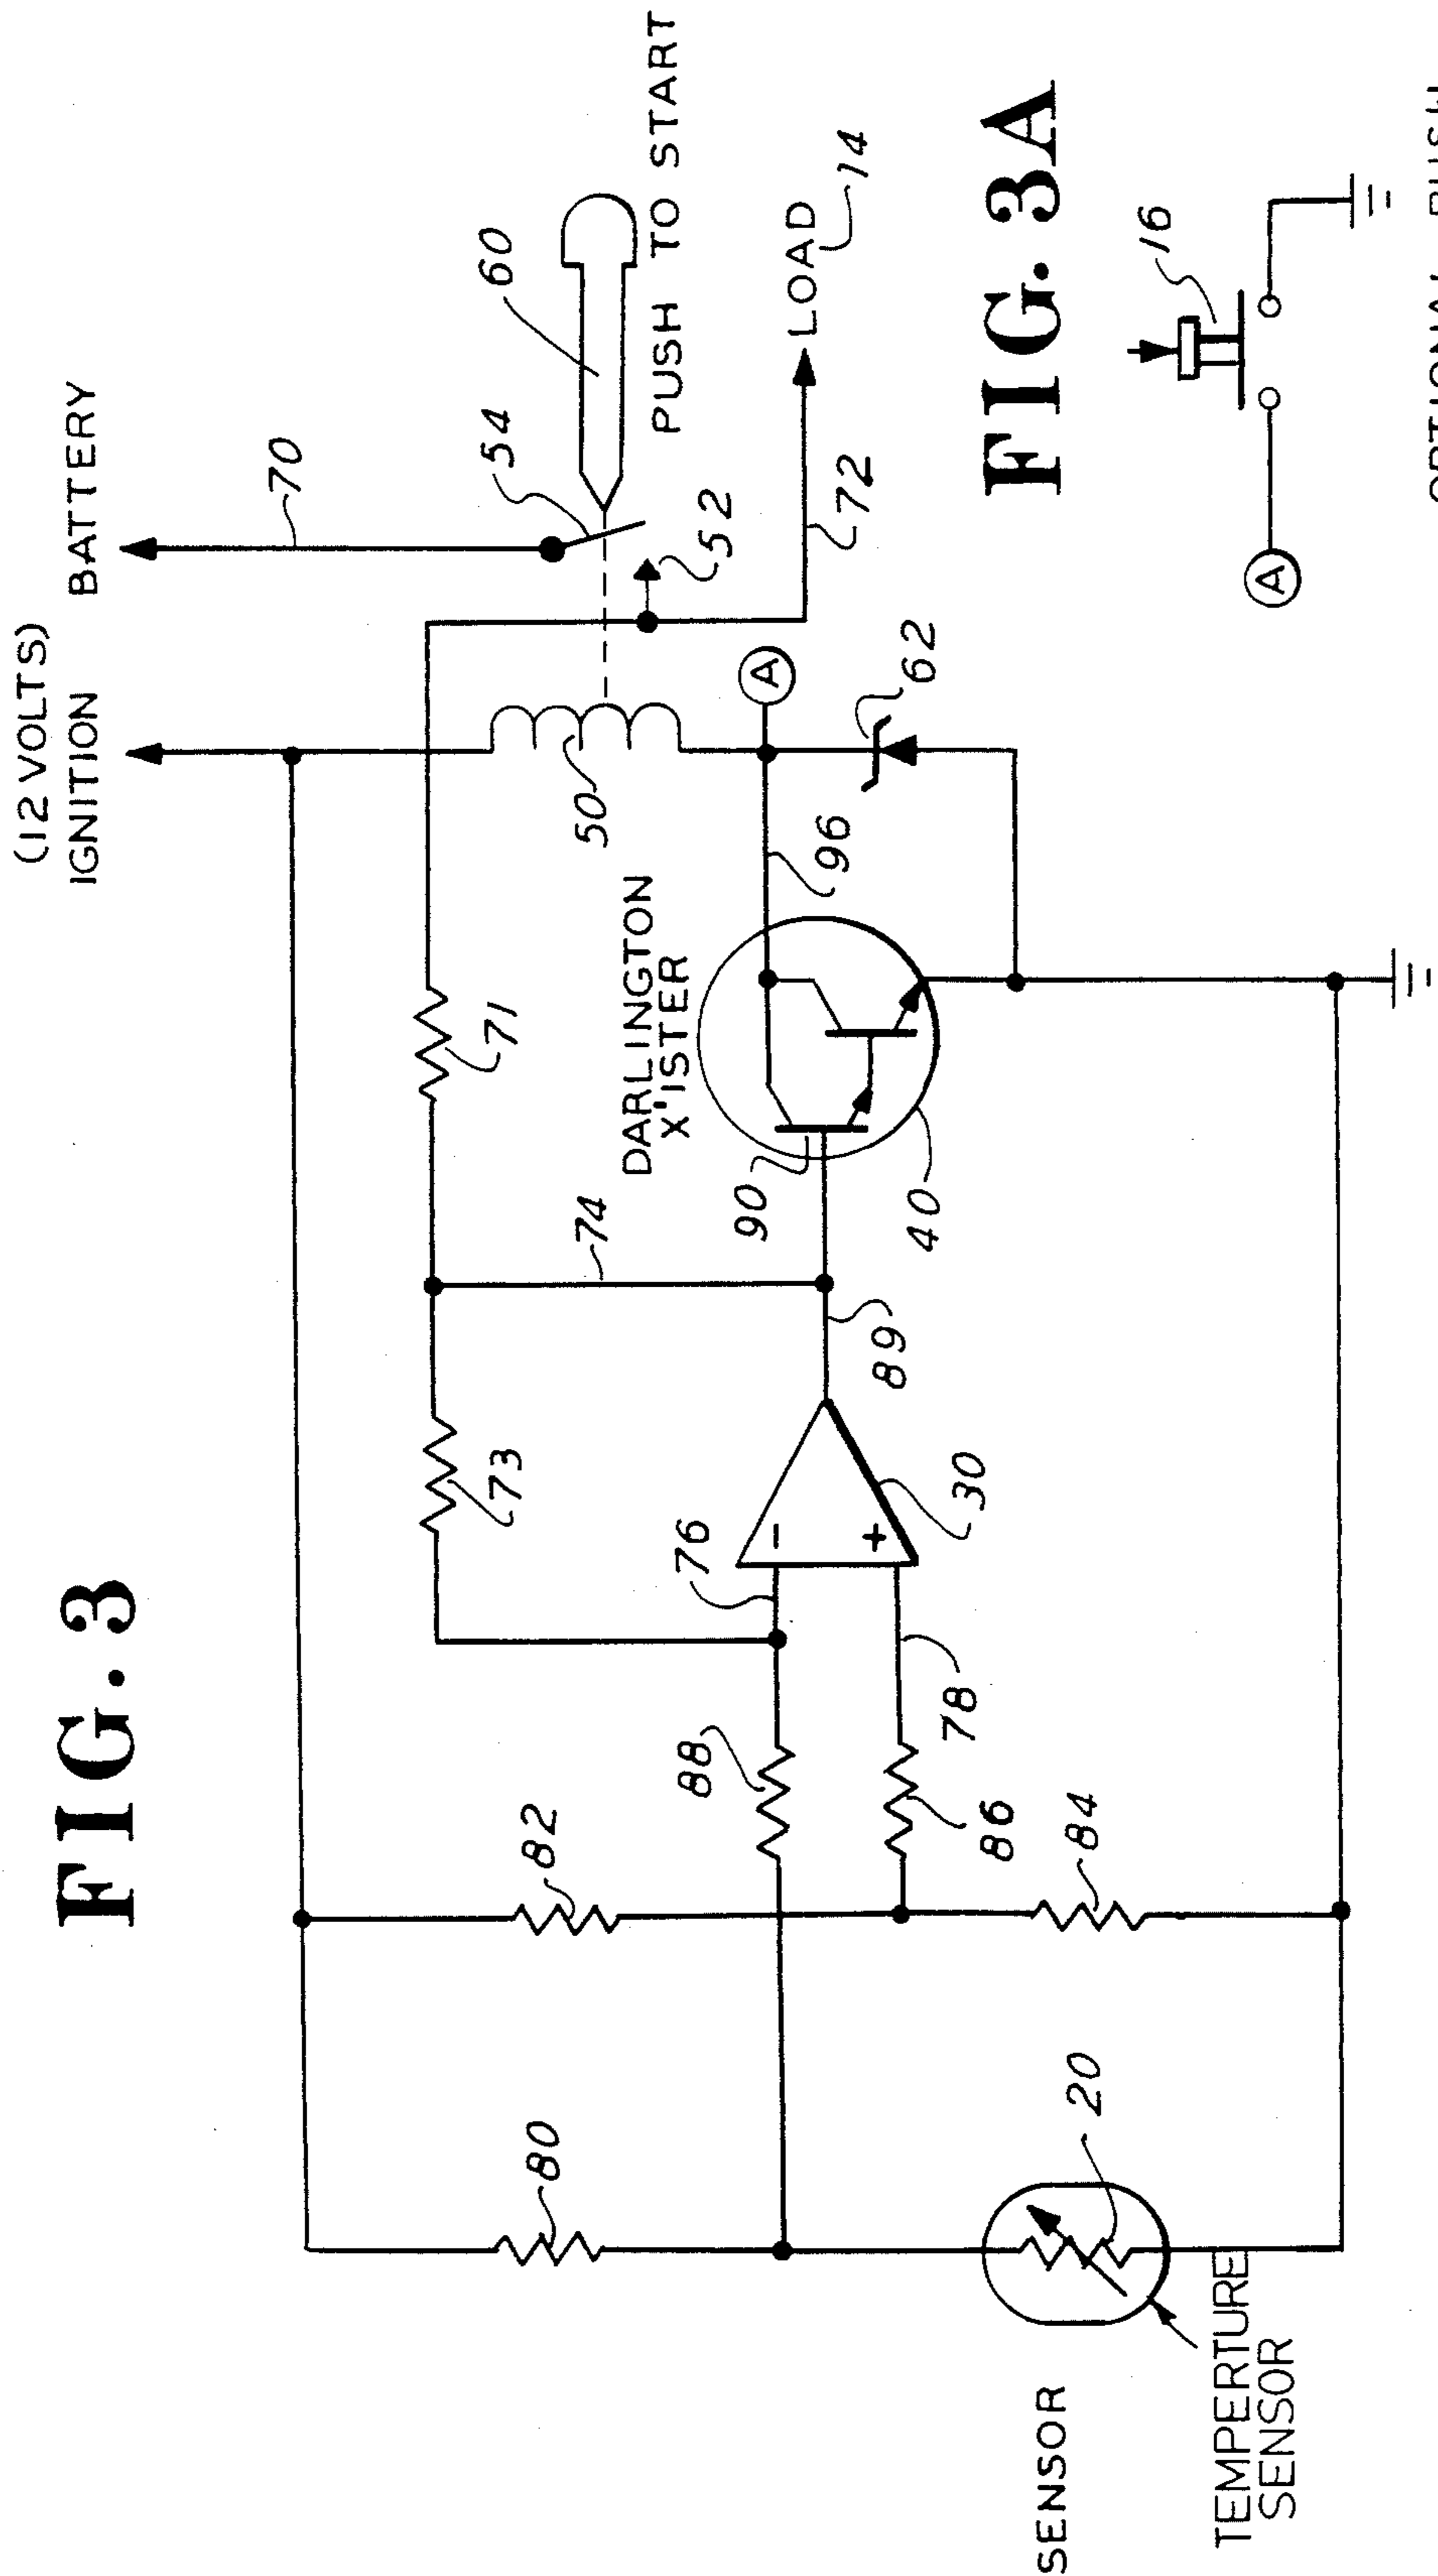 FIG. 3
(12 VOLTS)
IGNITION
BATTERY
70
54
60
PUSH TO START
52
72
LOAD
14
50
A
62
96
DARLINGTON
X'ISTER
90
40
71
74
73
89
76
30
78
88
86
82
84
80
20
SENSOR
TEMPERTURE
SENSOR
FIG. 3A
16
A
OPTIONAL PUSH